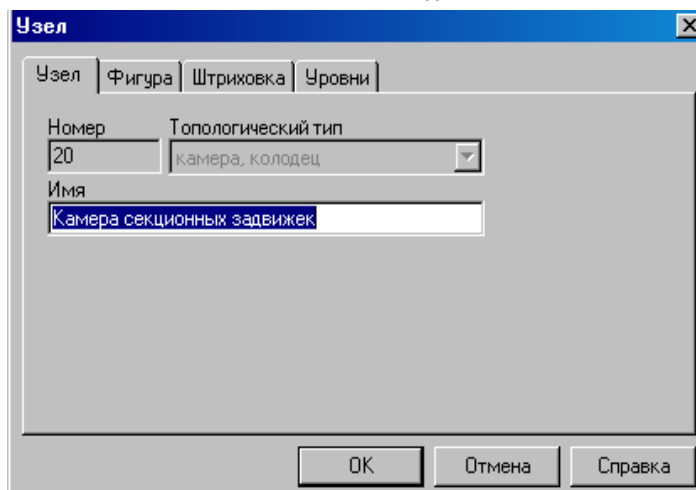 Узел
Узел Фигура Штриховка Уровни
Номер Топологический тип
20 камера, колодец
Имя
Камера секционных задвижек
OK Отмена Справка